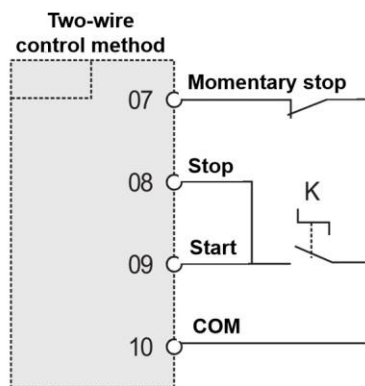 Two-wire
control method
07 Momentary stop
08 Stop
K
09 Start
10 COM